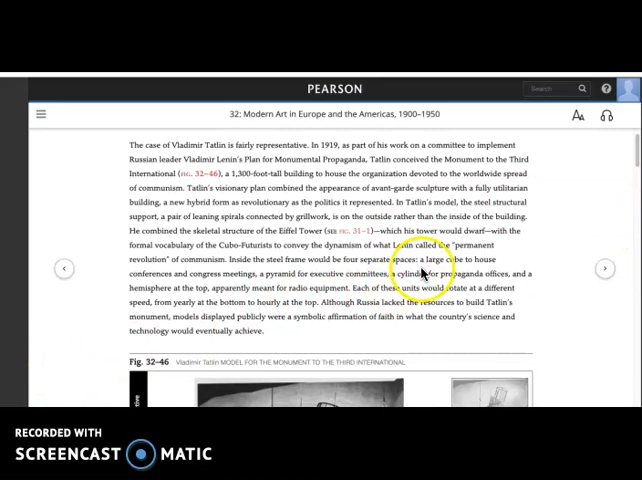 PEARSON
Search
32: Modern Art in Europe and the Americas, 1900–1950
AA
The case of Vladimir Tatlin is fairly representative. In 1919, as part of his work on a committee to implement
Russian leader Vladimir Lenin's Plan for Monumental Propaganda, Tatlin conceived the Monument to the Third
International (FIG. 32–46), a 1,300-foot-tall building to house the organization devoted to the worldwide spread
of communism. Tatlin's visionary plan combined the appearance of avant-garde sculpture with a fully utilitarian
building, a new hybrid form as revolutionary as the politics it represented. In Tatlin's model, the steel structural
support, a pair of leaning spirals connected by grillwork, is on the outside rather than the inside of the building.
He combined the skeletal structure of the Eiffel Tower (SEE FIG. 31–1)—which his tower would dwarf—with the
formal vocabulary of the Cubo-Futurists to convey the dynamism of what Lenin called the "permanent
revolution" of communism. Inside the steel frame would be four separate spaces: a large cube to house
conferences and congress meetings, a pyramid for executive committees, a cylinder for propaganda offices, and a
hemisphere at the top, apparently meant for radio equipment. Each of these units would rotate at a different
speed, from yearly at the bottom to hourly at the top. Although Russia lacked the resources to build Tatlin's
monument, models displayed publicly were a symbolic affirmation of faith in what the country's science and
technology would eventually achieve.
Fig. 32-46 Vladimir Tatlin MODEL FOR THE MONUMENT TO THE THIRD INTERNATIONAL
RECORDED WITH
SCREENCAST MATIC